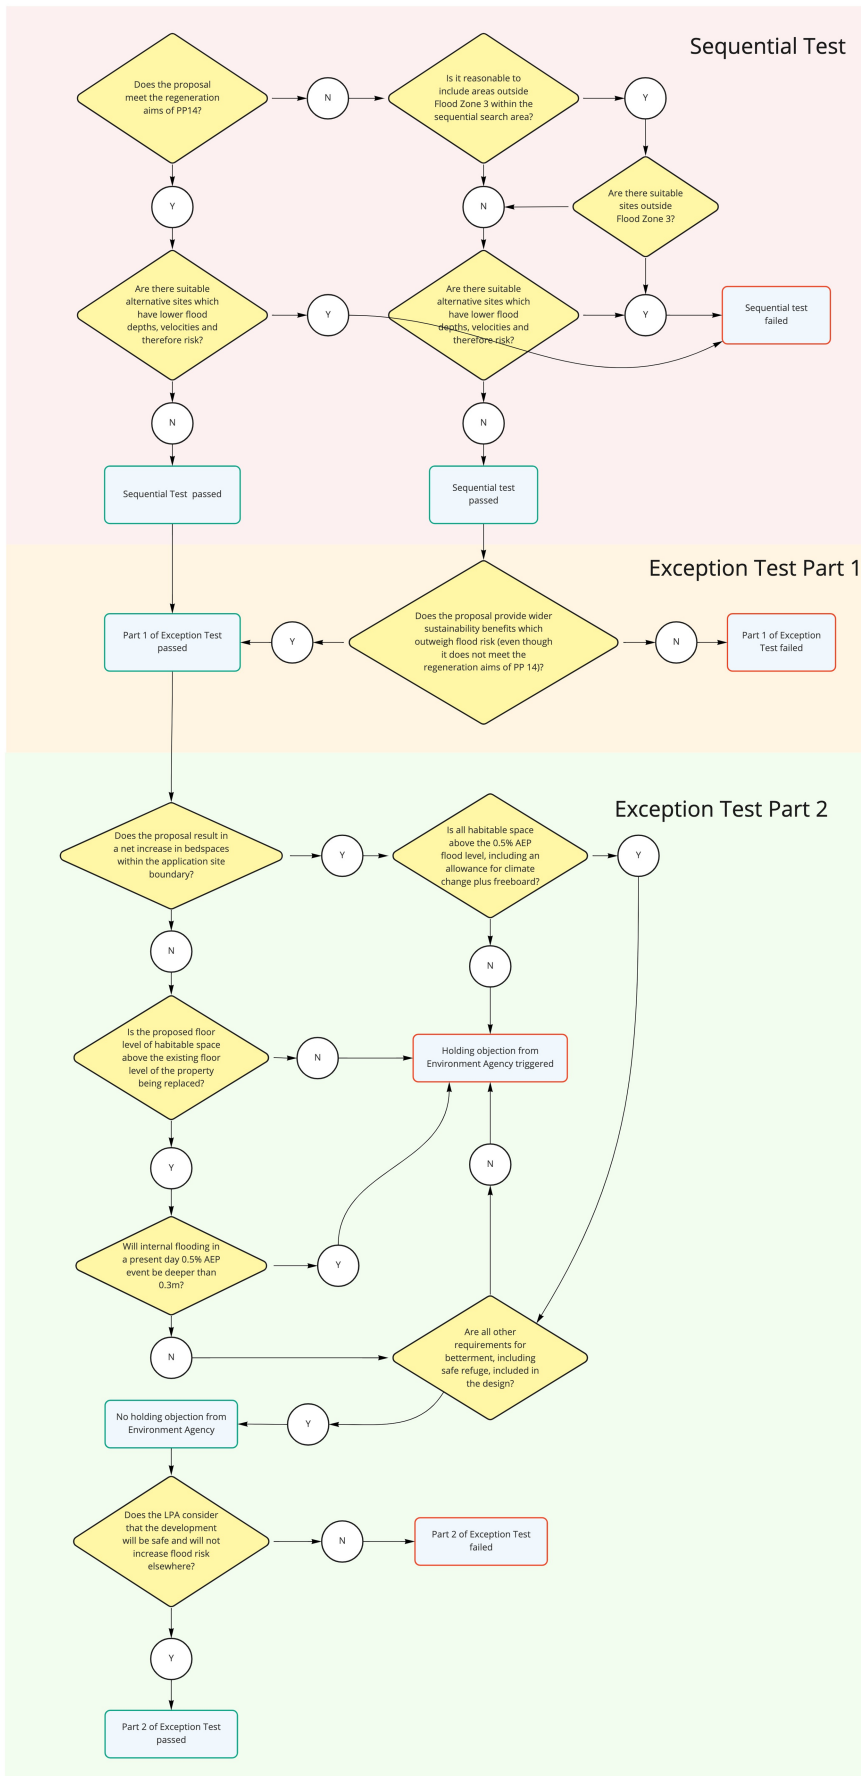 Sequential Test
Does the proposal
meet the regeneration
aims of PP14?
N
Is it reasonable to
include areas outside
Flood Zone 3 within the
sequential search area?
Y
Y
N
Are there suitable
sites outside
Flood Zone 3?
Are there suitable
alternative sites which
have lower flood
depths, velocities and
therefore risk?
Y
Are there suitable
alternative sites which
have lower flood
depths, velocities and
therefore risk?
Y
Sequential test
failed
N
N
Sequential Test passed
Sequential test
passed
Exception Test Part 1
Part 1 of Exception Test
passed
Y
Does the proposal provide wider
sustainability benefits which
outweigh flood risk (even though
it does not meet the
regeneration aims of PP 14)?
N
Part 1 of Exception
Test failed
Exception Test Part 2
Does the proposal result in
a net increase in bedspaces
within the application site
boundary?
Y
Is all habitable space
above the 0.5% AEP
flood level, including an
allowance for climate
change plus freeboard?
Y
N
N
Is the proposed floor
level of habitable space
above the existing floor
level of the property
being replaced?
N
Holding objection from
Environment Agency triggered
Y
N
Will internal flooding in
a present day 0.5% AEP
event be deeper than
0.3m?
Y
N
Are all other
requirements for
betterment, including
safe refuge, included in
the design?
No holding objection from
Environment Agency
Y
Does the LPA consider
that the development
will be safe and will not
increase flood risk
elsewhere?
N
Part 2 of Exception Test
failed
Y
Part 2 of Exception Test
passed